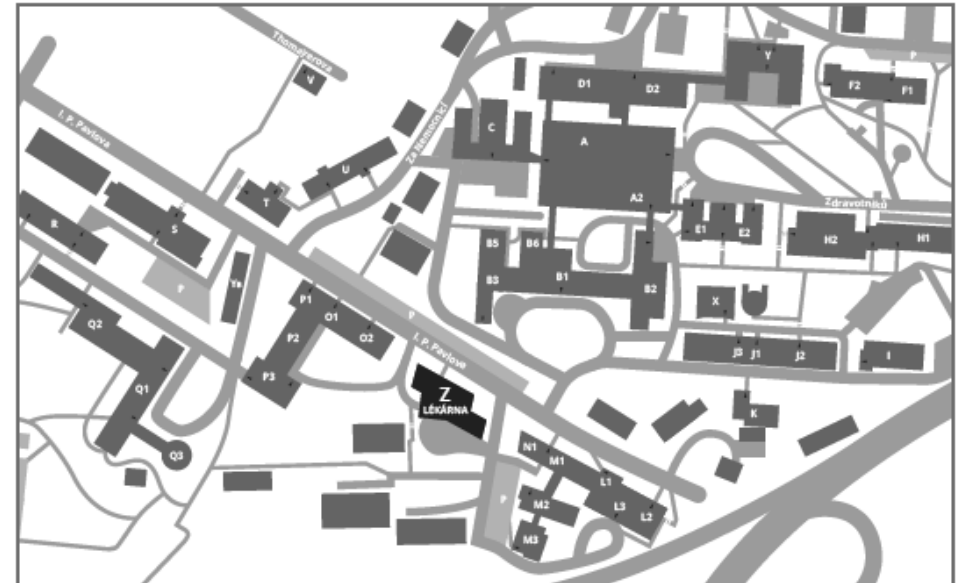 Thomayerova
V
Y
P
D1
D2
F2
F1
I. P. Pavlova
Za Nemocnicí
C
A
U
T
A2
Zdravotníků
R
S
E1
E2
H2
H1
B5
B6
B1
B3
B2
P
Ya
P1
O1
P
X
Q2
P2
O2
I. P. Pavlova
J3
J1
J2
I
P3
Q1
Z
LÉKÁRNA
K
N1
M1
Q3
L1
P
M2
L3
L2
M3